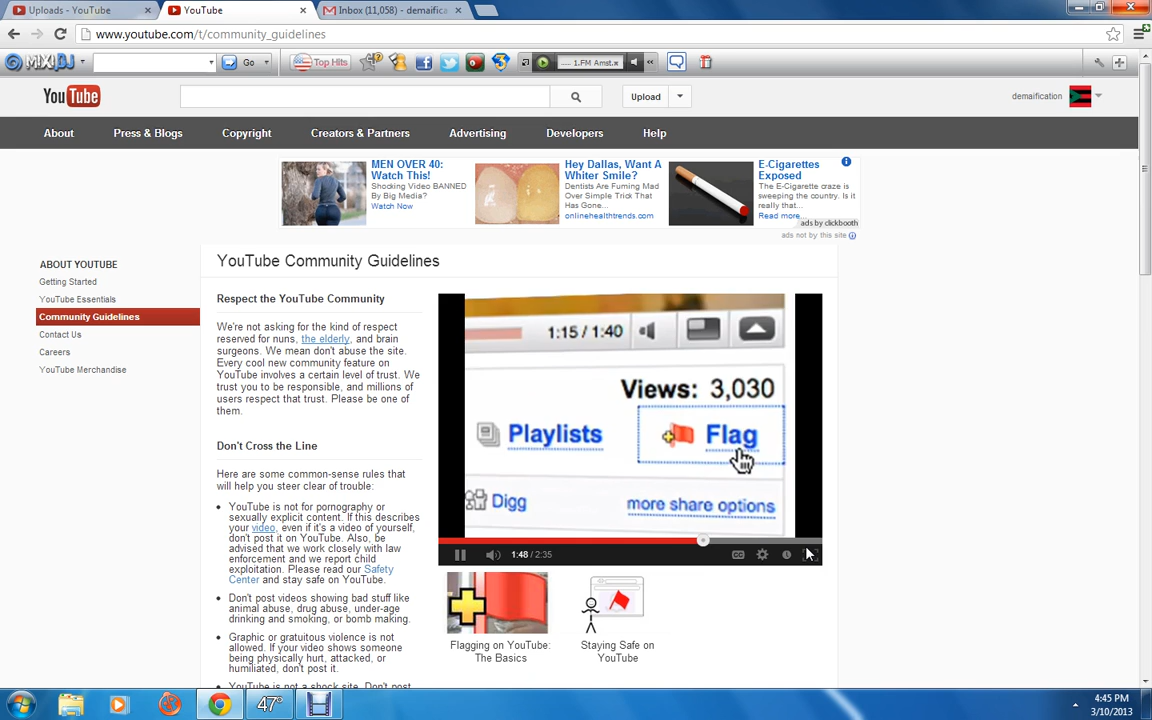 Uploads - YouTube
YouTube
Inbox (11,058) - demaifica
www.youtube.com/t/community_guidelines
MIXIDJ
Go
Top Hits
1.FM Amst.
YouTube
Upload
demaification
About
Press & Blogs
Copyright
Creators & Partners
Advertising
Developers
Help
MEN OVER 40:
Watch This!
Shocking Video BANNED
By Big Media?
Watch Now
Hey Dallas, Want A
Whiter Smile?
Dentists Are Fuming Mad
Over Simple Trick That
Has Gone...
onlinehealthtrends.com
E-Cigarettes
Exposed
The E-Cigarette craze is
sweeping the country. Is it
really that...
Read more...
ads by clickbooth
ads not by this site
ABOUT YOUTUBE
Getting Started
YouTube Essentials
Community Guidelines
Contact Us
Careers
YouTube Merchandise
YouTube Community Guidelines
Respect the YouTube Community
We're not asking for the kind of respect
reserved for nuns, the elderly, and brain
surgeons. We mean don't abuse the site.
Every cool new community feature on
YouTube involves a certain level of trust. We
trust you to be responsible, and millions of
users respect that trust. Please be one of
them.
Don't Cross the Line
Here are some common-sense rules that
will help you steer clear of trouble:
• YouTube is not for pornography or
sexually explicit content. If this describes
your video, even if it's a video of yourself,
don't post it on YouTube. Also, be
advised that we work closely with law
enforcement and we report child
exploitation. Please read our Safety
Center and stay safe on YouTube.
• Don't post videos showing bad stuff like
animal abuse, drug abuse, under-age
drinking and smoking, or bomb making.
• Graphic or gratuitous violence is not
allowed. If your video shows someone
being physically hurt, attacked, or
humiliated, don't post it.
• YouTube is not a shock site. Don't post
1:15 / 1:40
Views: 3,030
Playlists
Flag
Digg
more share options
1:48 / 2:35
CC
Flagging on YouTube:
The Basics
Staying Safe on
YouTube
47°
4:45 PM
3/10/2013